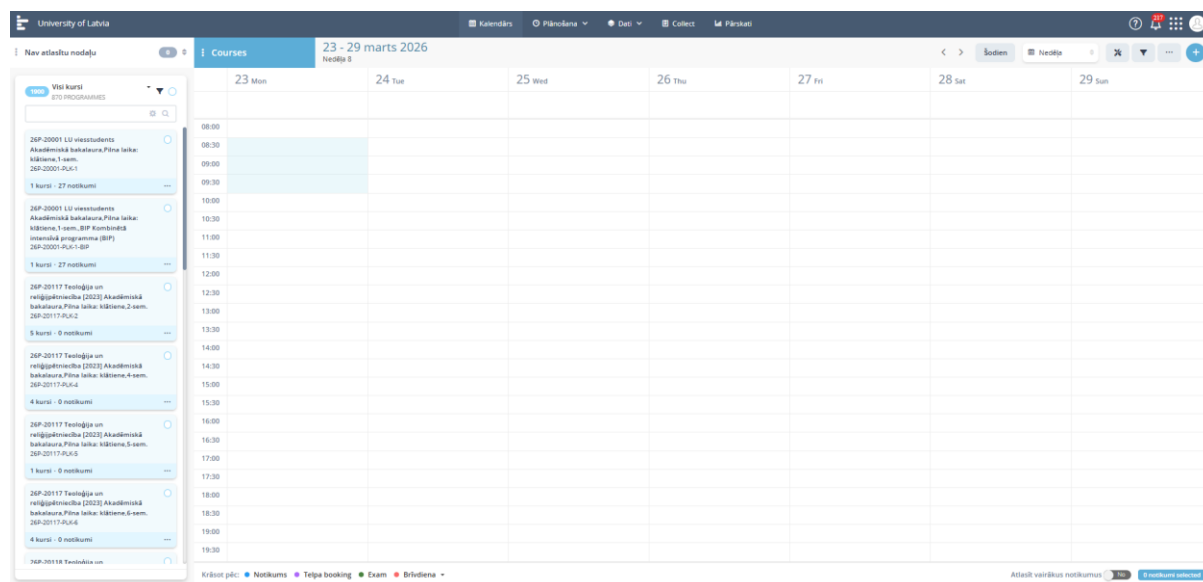 University of Latvia
Kalendārs
Plānošana
Dati
Collect
Pārskati
237
Nav atlasītu nodaļu
0
Courses
23 - 29 marts 2026
Nedēļa 8
Šodien
Nedēļa
1000
Visi kursi
870 PROGRAMMES
23 Mon
24 Tue
25 Wed
26 Thu
27 Fri
28 Sat
29 Sun
26P-20001 LU viesstudents
Akadēmiskā bakalaura,Pilna laika:
klātiene,1-sem.
26P-20001-PLK-1
1 kursi - 27 notikumi
26P-20001 LU viesstudents
Akadēmiskā bakalaura,Pilna laika:
klātiene,1-sem.,BIP Kombinētā
intensīvā programma (BIP)
26P-20001-PLK-1-BIP
1 kursi - 27 notikumi
26P-20117 Teoloģija un
reliģijpētniecība [2023] Akadēmiskā
bakalaura,Pilna laika: klātiene,2-sem.
26P-20117-PLK-2
5 kursi - 0 notikumi
26P-20117 Teoloģija un
reliģijpētniecība [2023] Akadēmiskā
bakalaura,Pilna laika: klātiene,4-sem.
26P-20117-PLK-4
4 kursi - 0 notikumi
26P-20117 Teoloģija un
reliģijpētniecība [2023] Akadēmiskā
bakalaura,Pilna laika: klātiene,5-sem.
26P-20117-PLK-5
1 kursi - 0 notikumi
26P-20117 Teoloģija un
reliģijpētniecība [2023] Akadēmiskā
bakalaura,Pilna laika: klātiene,6-sem.
26P-20117-PLK-6
4 kursi - 0 notikumi
26P-20118 Teoloģija un
08:00
08:30
09:00
09:30
10:00
10:30
11:00
11:30
12:00
12:30
13:00
13:30
14:00
14:30
15:00
15:30
16:00
16:30
17:00
17:30
18:00
18:30
19:00
19:30
Krāsot pēc:
Notikums
Telpa booking
Exam
Brīvdiena
Atlasīt vairākus notikumus
No
0 notikumi selected